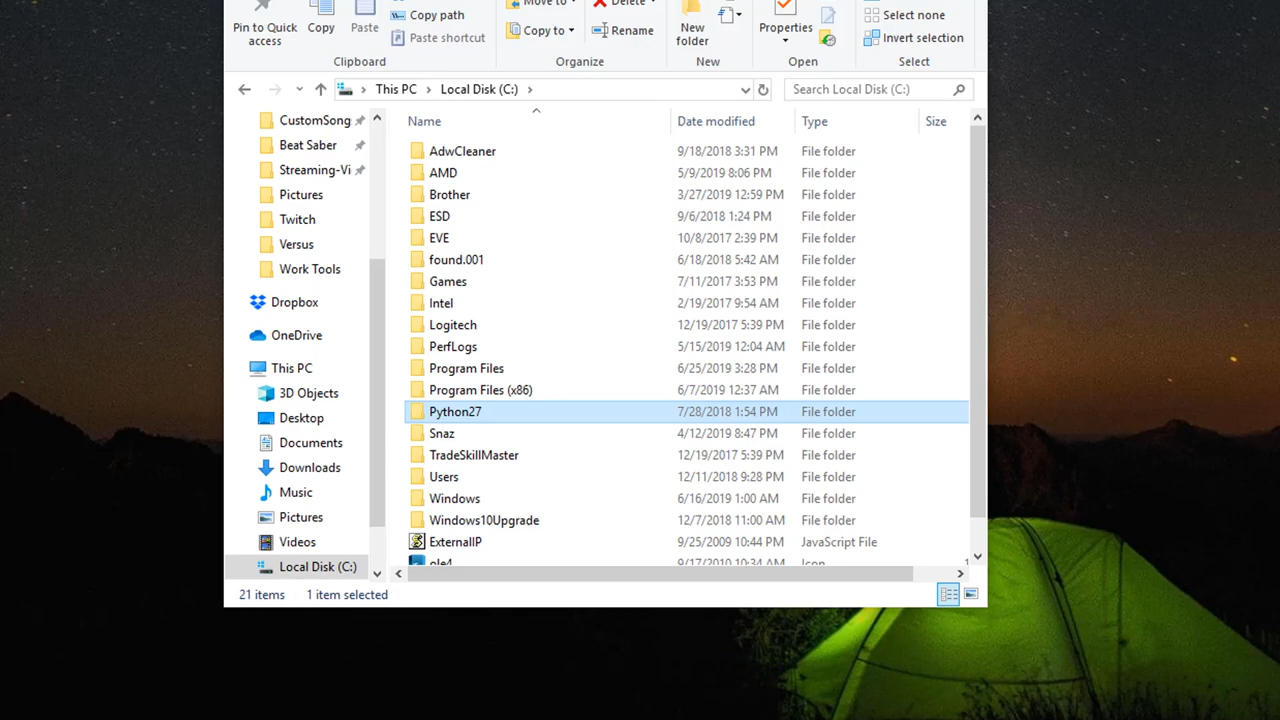 Move to
Delete
Copy path
Select none
Pin to Quick access
Copy
Paste
Paste shortcut
Copy to
Rename
New folder
Properties
Invert selection
Clipboard
Organize
New
Open
Select
This PC
Local Disk (C:)
Search Local Disk (C:)
Name
Date modified
Type
Size
CustomSong
Beat Saber
Streaming-Vi
Pictures
Twitch
Versus
Work Tools
Dropbox
OneDrive
This PC
3D Objects
Desktop
Documents
Downloads
Music
Pictures
Videos
Local Disk (C:)
AdwCleaner 9/18/2018 3:31 PM File folder
AMD 5/9/2019 8:06 PM File folder
Brother 3/27/2019 12:59 PM File folder
ESD 9/6/2018 1:24 PM File folder
EVE 10/8/2017 2:39 PM File folder
found.001 6/18/2018 5:42 AM File folder
Games 7/11/2017 3:53 PM File folder
Intel 2/19/2017 9:54 AM File folder
Logitech 12/19/2017 5:39 PM File folder
PerfLogs 5/15/2019 12:04 AM File folder
Program Files 6/25/2019 3:28 PM File folder
Program Files (x86) 6/7/2019 12:37 AM File folder
Python27 7/28/2018 1:54 PM File folder
Snaz 4/12/2019 8:47 PM File folder
TradeSkillMaster 12/19/2017 5:39 PM File folder
Users 12/11/2018 9:28 PM File folder
Windows 6/16/2019 1:00 AM File folder
Windows10Upgrade 12/7/2018 11:00 AM File folder
ExternalIP 9/25/2009 10:44 PM JavaScript File
ole4 9/17/2010 10:34 AM Icon 1
21 items
1 item selected